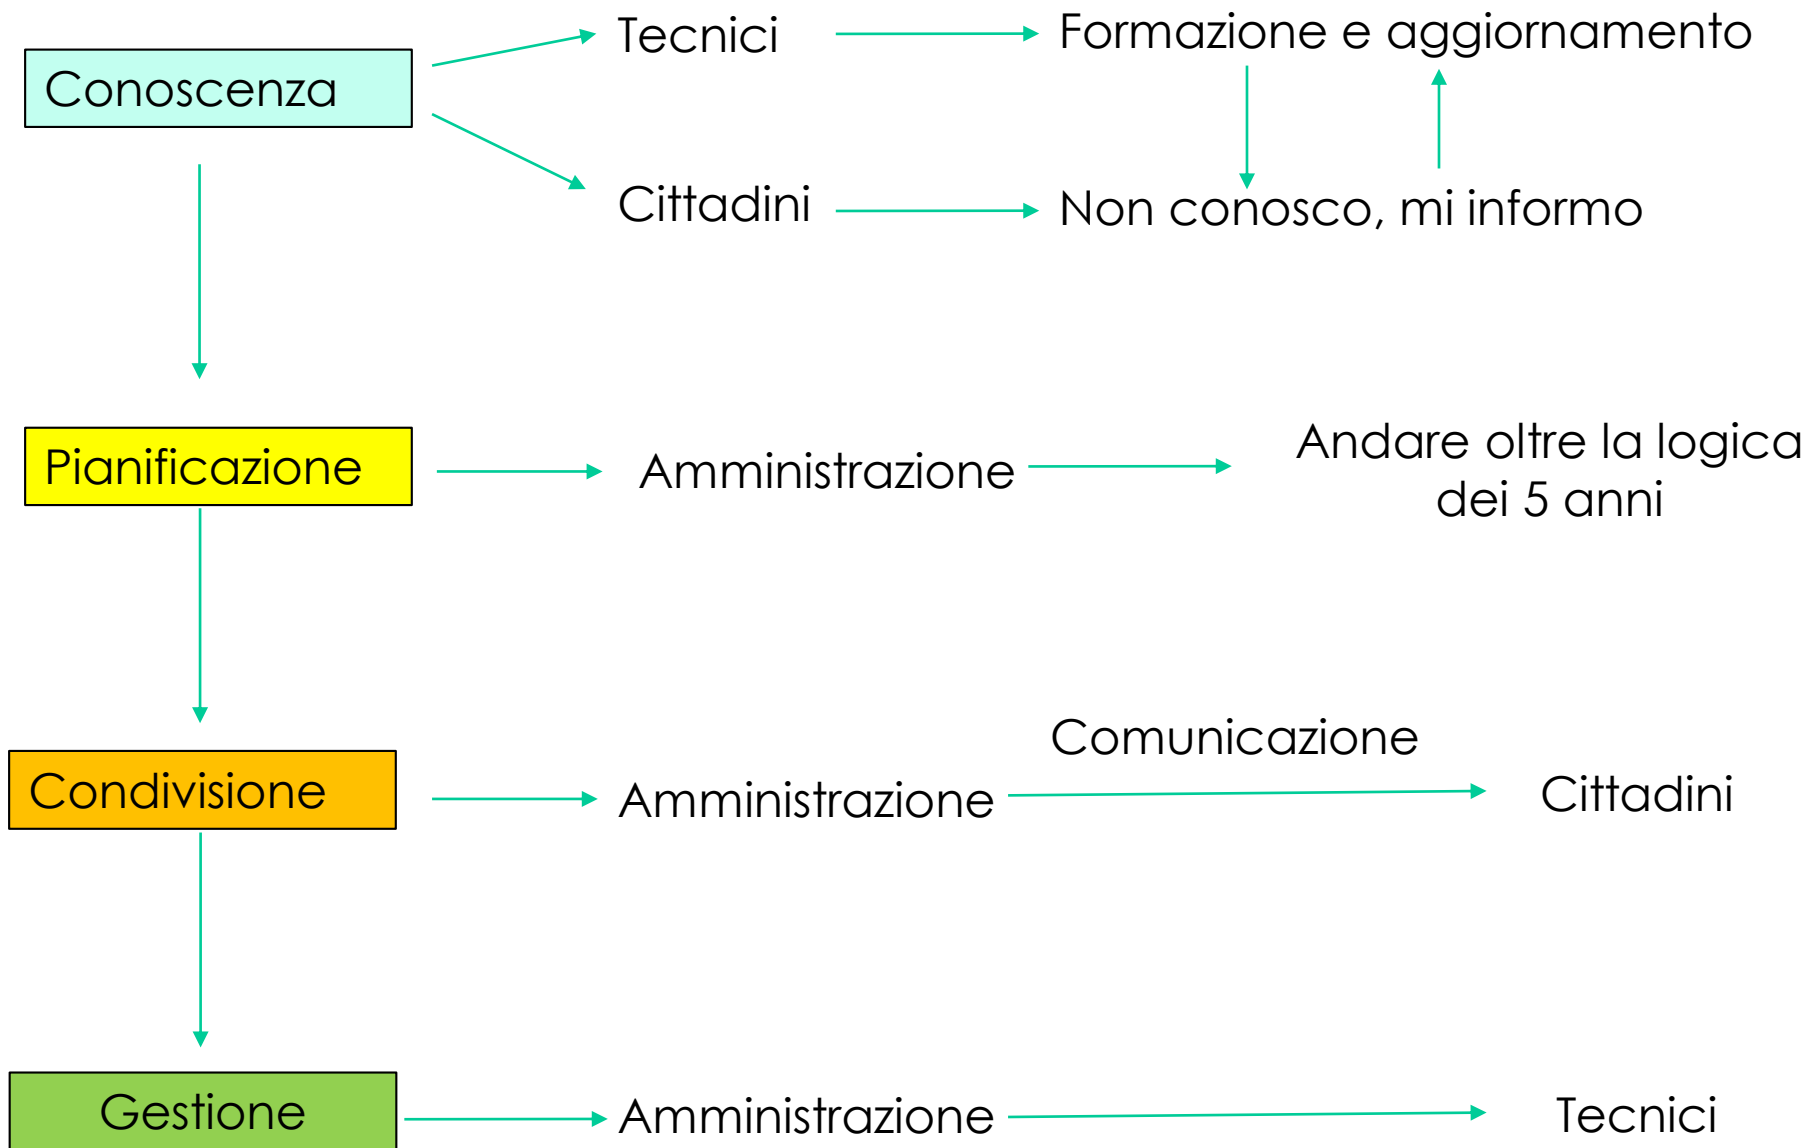 Conoscenza
Tecnici
Formazione e aggiornamento
Cittadini
Non conosco, mi informo
Pianificazione
Amministrazione
Andare oltre la logica
dei 5 anni
Condivisione
Amministrazione
Comunicazione
Cittadini
Gestione
Amministrazione
Tecnici